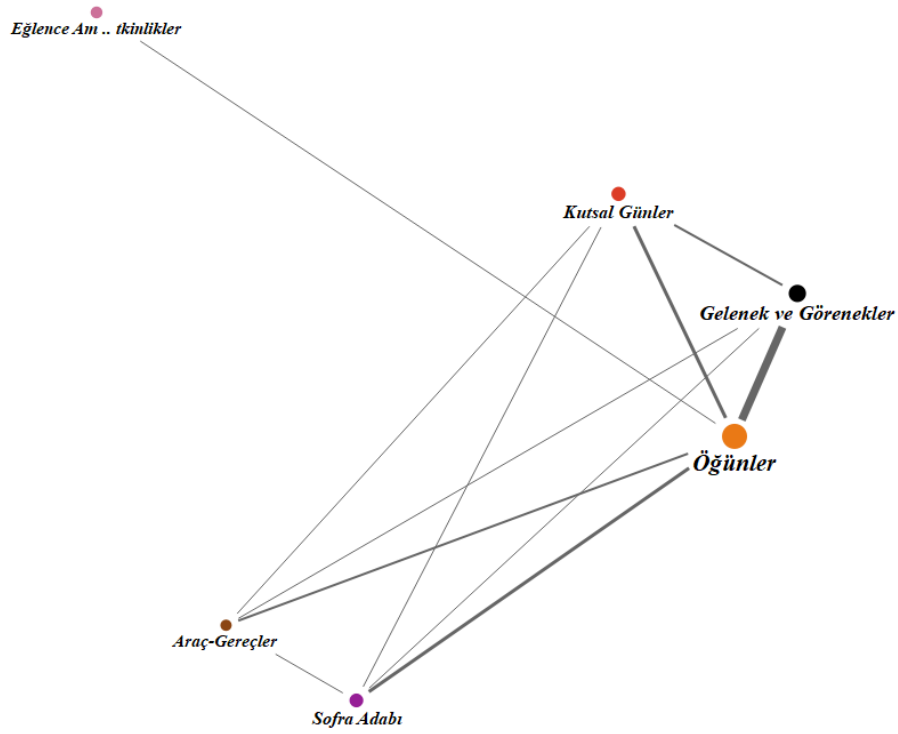 Eğlence Am .. tkinlikler
Kutsal Günler
Gelenek ve Görenekler
Öğünler
Araç-Gereçler
Sofra Adabı